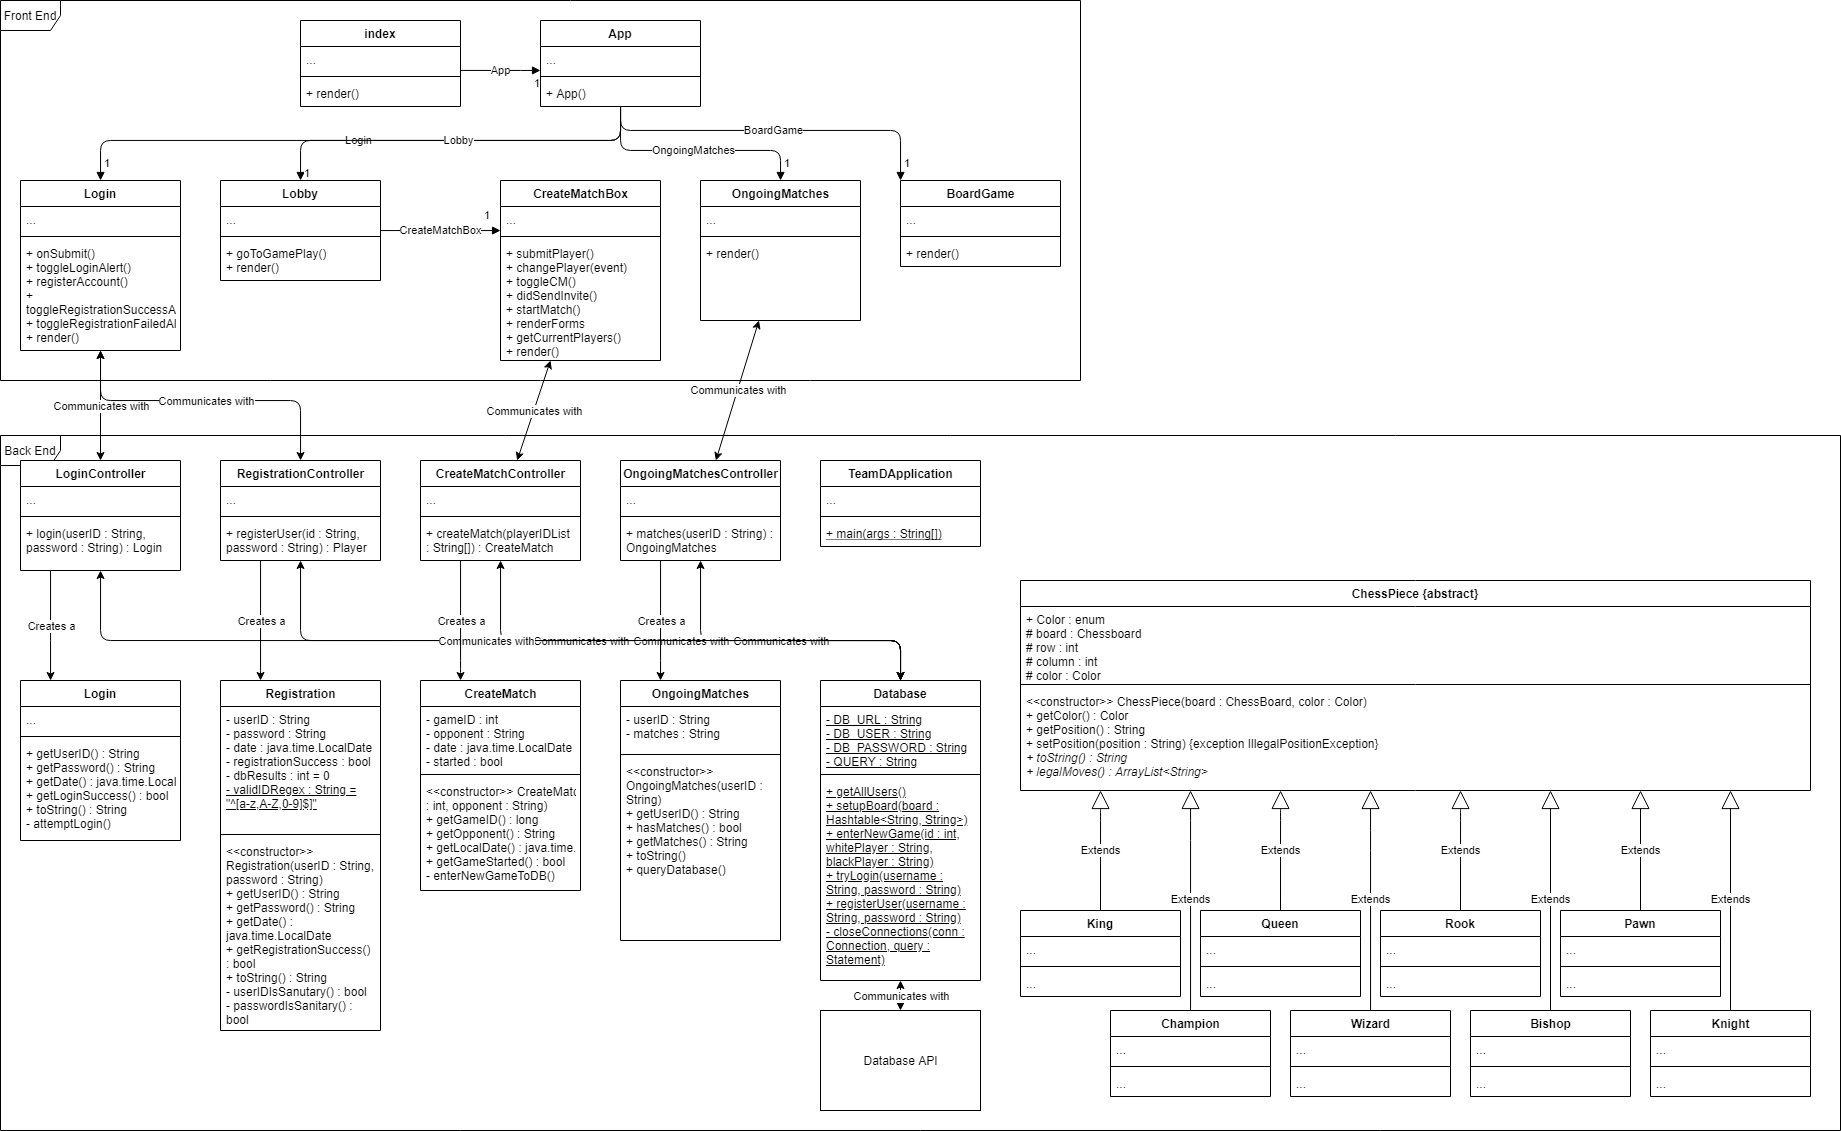 Front End
index
...
+ render()
App
1
App
...
+ App()
Login
Lobby
OngoingMatches
BoardGame
1
1
1
1
Login
...
+ onSubmit()
+ toggleLoginAlert()
+ registerAccount()
+
toggleRegistrationSuccessA
+ toggleRegistrationFailedAl
+ render()
Lobby
...
+ goToGamePlay()
+ render()
CreateMatchBox
1
CreateMatchBox
...
+ submitPlayer()
+ changePlayer(event)
+ toggleCM()
+ didSendInvite()
+ startMatch()
+ renderForms
+ getCurrentPlayers()
+ render()
OngoingMatches
...
+ render()
BoardGame
...
+ render()
Communicates with
Communicates with
Communicates with
Communicates with
Back End
LoginController
...
+ login(userID : String,
password : String) : Login
RegistrationController
...
+ registerUser(id : String,
password : String) : Player
CreateMatchController
...
+ createMatch(playerIDList
: String[]) : CreateMatch
OngoingMatchesController
...
+ matches(userID : String) :
OngoingMatches
TeamDApplication
...
+ main(args : String[])
Creates a
Creates a
Creates a
Creates a
Communicates with
Communicates with
Communicates with
Communicates with
Login
...
+ getUserID() : String
+ getPassword() : String
+ getDate() : java.time.Local
+ getLoginSuccess() : bool
+ toString() : String
- attemptLogin()
Registration
- userID : String
- password : String
- date : java.time.LocalDate
- registrationSuccess : bool
- dbResults : int = 0
- validIDRegex : String =
"^[a-z,A-Z,0-9]$]"
<<constructor>>
Registration(userID : String,
password : String)
+ getUserID() : String
+ getPassword() : String
+ getDate() :
java.time.LocalDate
+ getRegistrationSuccess()
: bool
+ toString() : String
- userIDIsSanutary() : bool
- passwordIsSanitary() :
bool
CreateMatch
- gameID : int
- opponent : String
- date : java.time.LocalDate
- started : bool
<<constructor>> CreateMatc
: int, opponent : String)
+ getGameID() : long
+ getOpponent() : String
+ getLocalDate() : java.time.
+ getGameStarted() : bool
- enterNewGameToDB()
OngoingMatches
- userID : String
- matches : String
<<constructor>>
OngoingMatches(userID :
String)
+ getUserID() : String
+ hasMatches() : bool
+ getMatches() : String
+ toString()
+ queryDatabase()
Database
- DB_URL : String
- DB_USER : String
- DB_PASSWORD : String
- QUERY : String
+ getAllUsers()
+ setupBoard(board :
Hashtable<String, String>)
+ enterNewGame(id : int,
whitePlayer : String,
blackPlayer : String)
+ tryLogin(username :
String, password : String)
+ registerUser(username :
String, password : String)
- closeConnections(conn :
Connection, query :
Statement)
Communicates with
Database API
ChessPiece {abstract}
+ Color : enum
# board : Chessboard
# row : int
# column : int
# color : Color
<<constructor>> ChessPiece(board : ChessBoard, color : Color)
+ getColor() : Color
+ getPosition() : String
+ setPosition(position : String) {exception IllegalPositionException}
+ toString() : String
+ legalMoves() : ArrayList<String>
Extends
Extends
Extends
Extends
Extends
Extends
Extends
Extends
King
...
...
Queen
...
...
Rook
...
...
Pawn
...
...
Champion
...
...
Wizard
...
...
Bishop
...
...
Knight
...
...